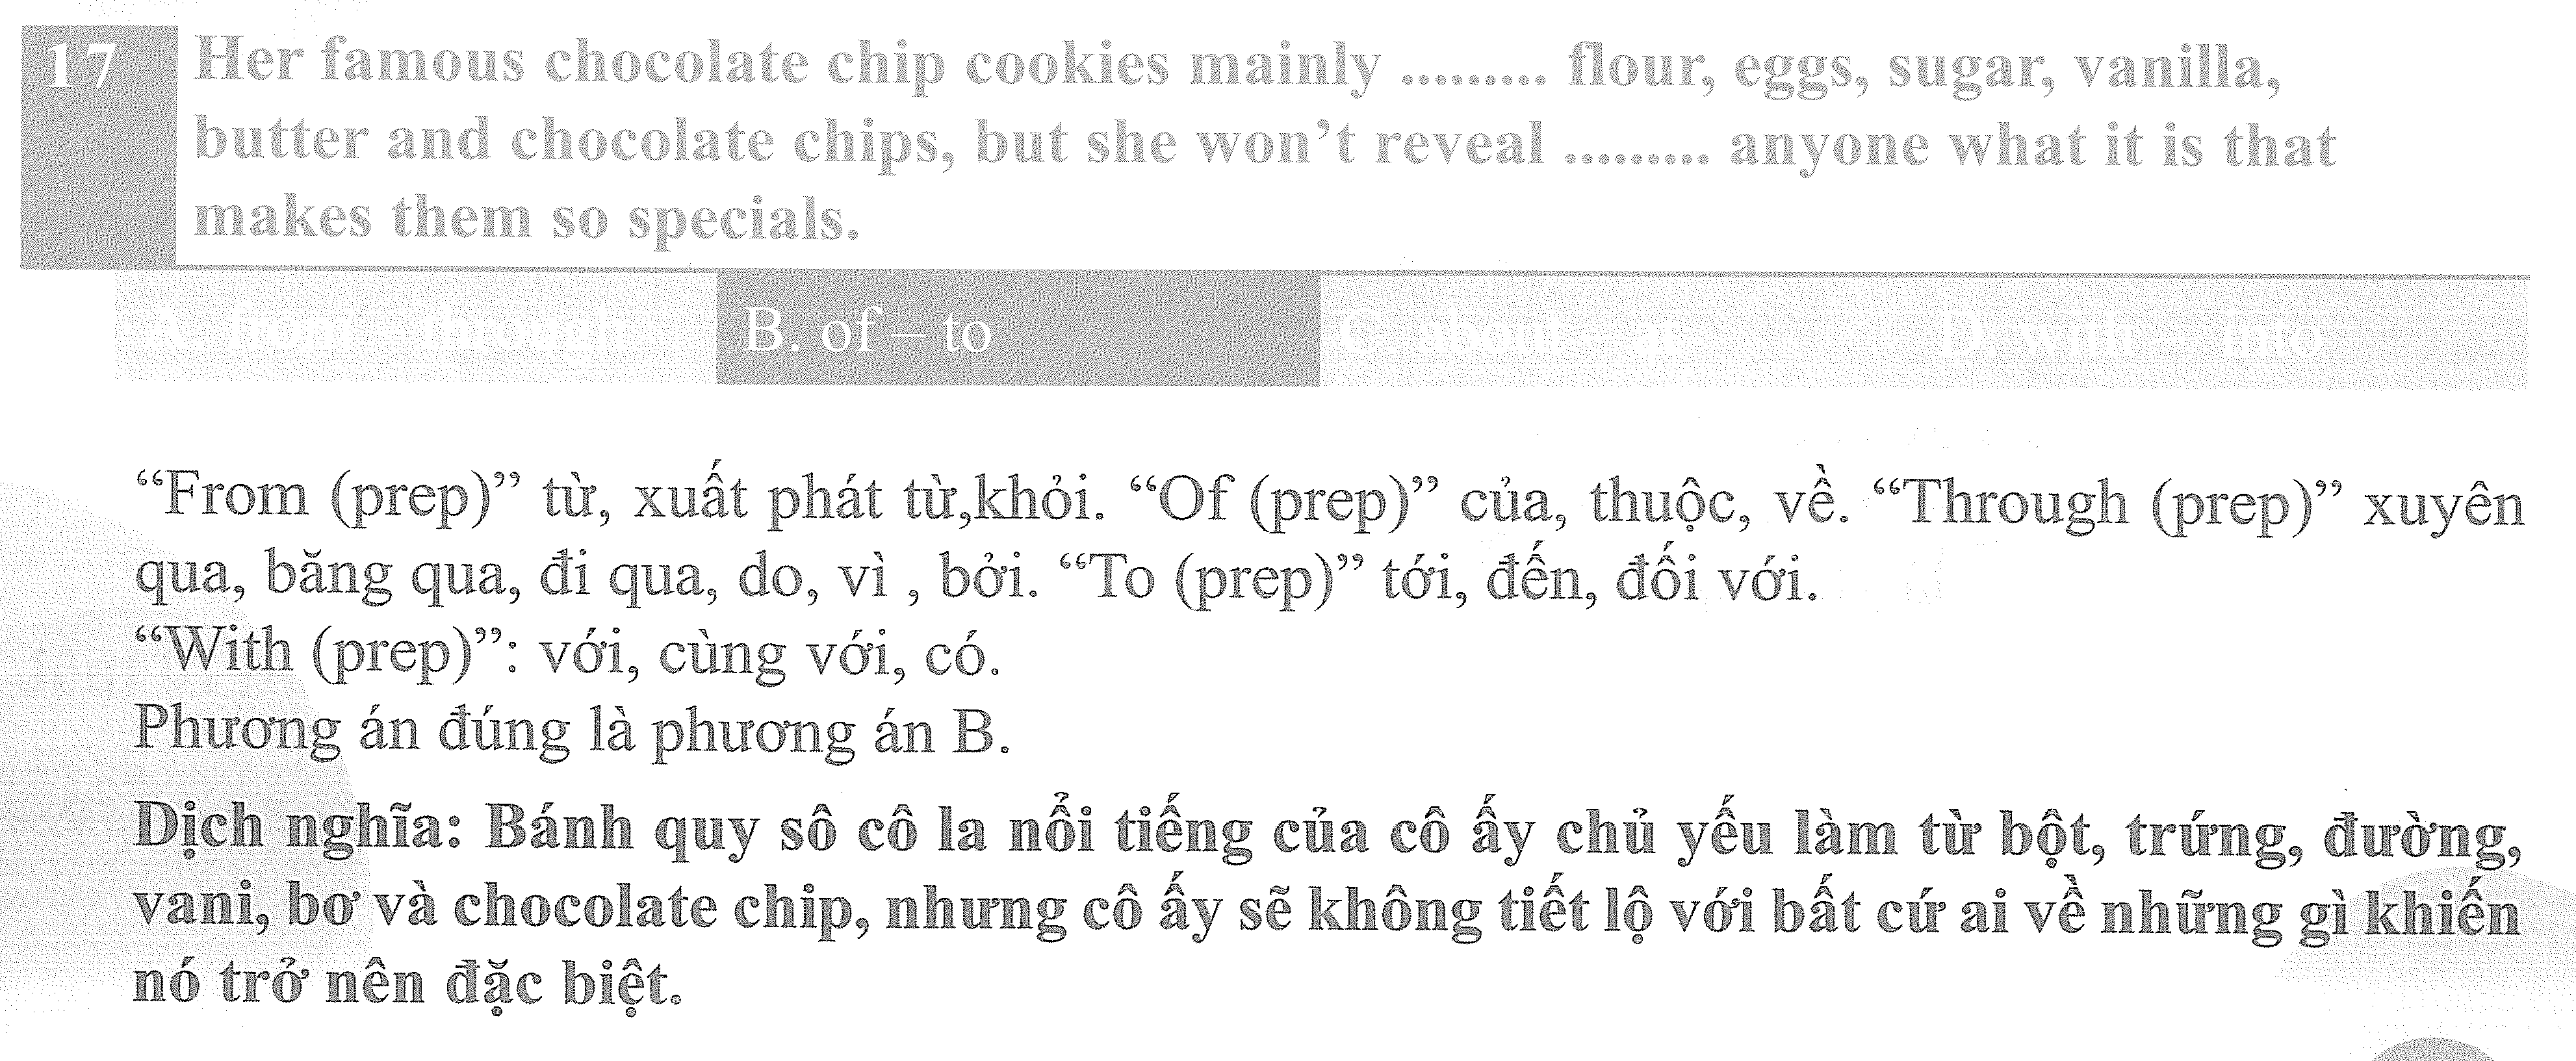 17 Her famous chocolate chip cookies mainly ......... flour, eggs, sugar, vanilla,
butter and chocolate chips, but she won't reveal ......... anyone what it is that
makes them so specials.
A. from – through B. of – to C. about – at D. with – into
“From (prep)” từ, xuất phát từ,khỏi. “Of (prep)” của, thuộc, về. “Through (prep)” xuyên
qua, băng qua, đi qua, do, vì , bởi. “To (prep)” tới, đến, đối với.
“With (prep)”: với, cùng với, có.
Phương án đúng là phương án B.
Dịch nghĩa: Bánh quy sô cô la nổi tiếng của cô ấy chủ yếu làm từ bột, trứng, đường,
vani, bơ và chocolate chip, nhưng cô ấy sẽ không tiết lộ với bất cứ ai về những gì khiến
nó trở nên đặc biệt.